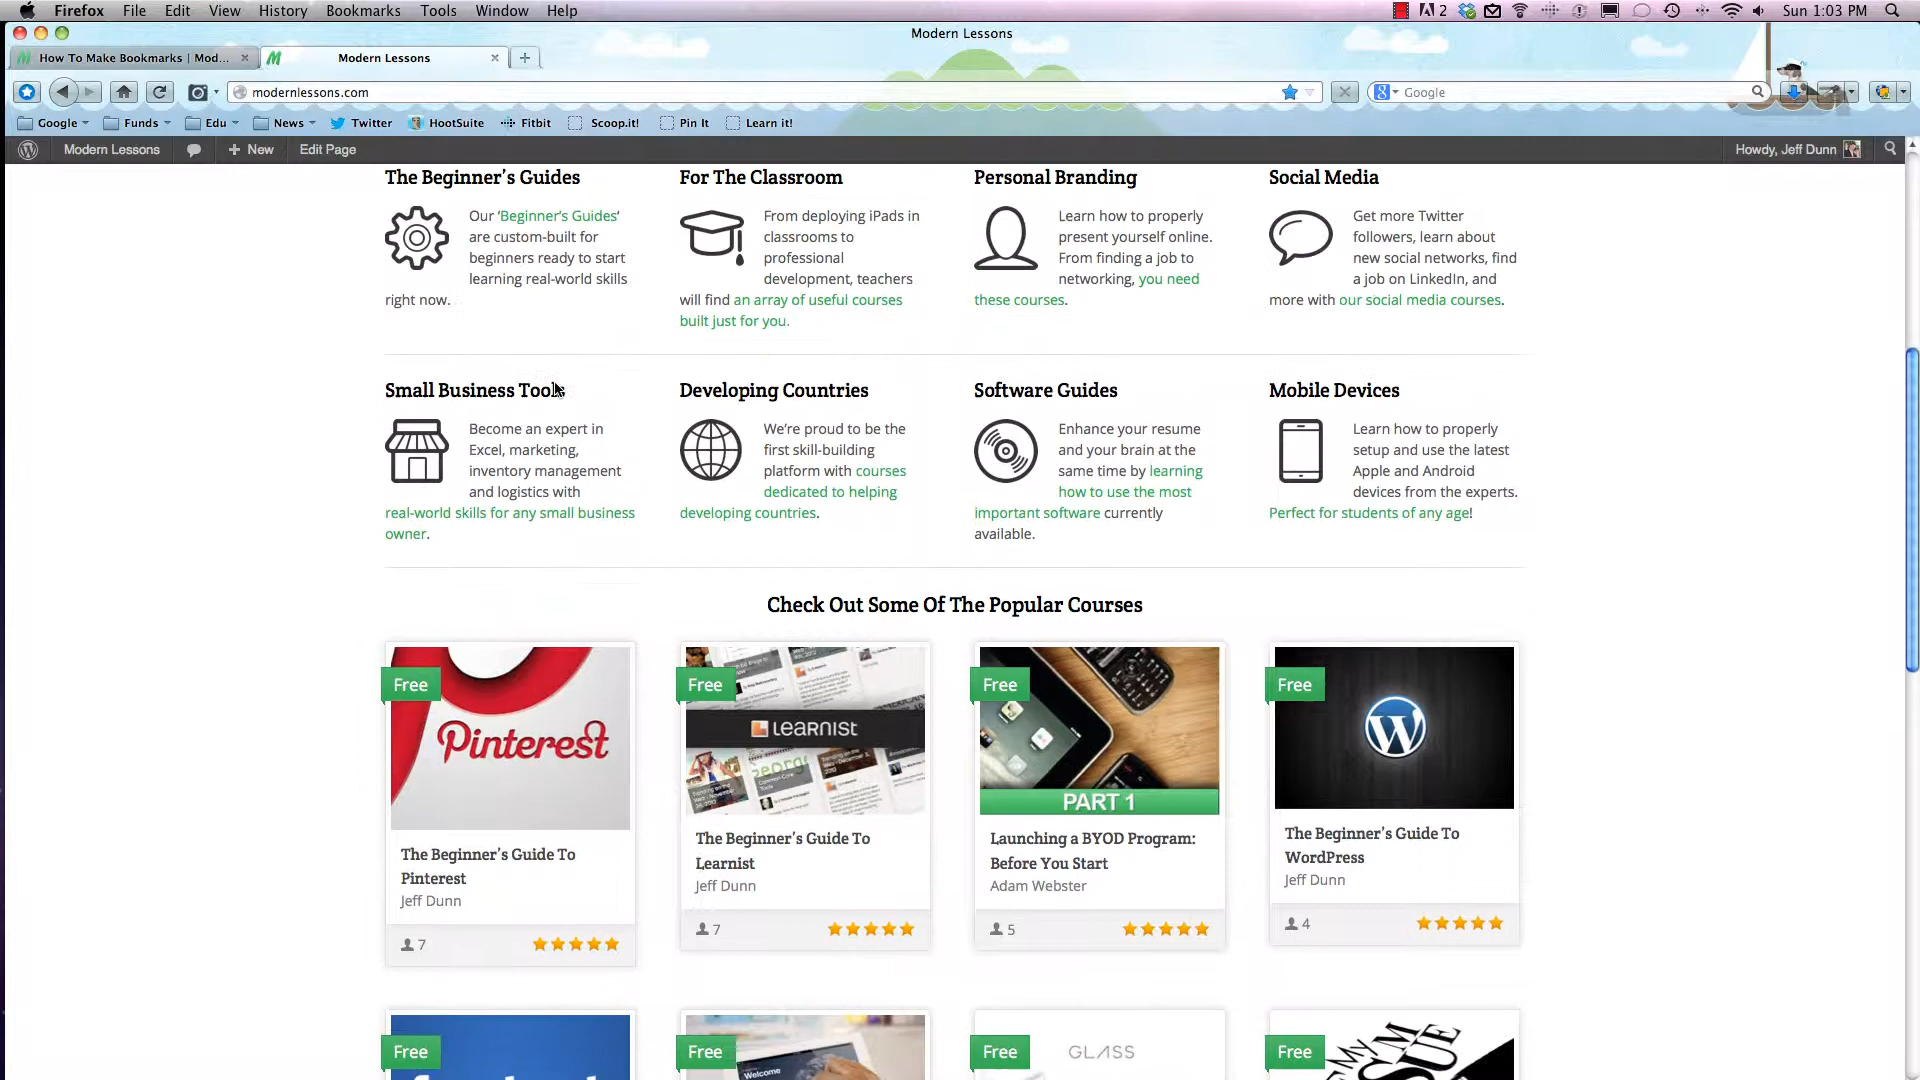 Firefox File Edit View History Bookmarks Tools Window Help 2 Sun 1:03 PM
Modern Lessons
How To Make Bookmarks | Mod... Modern Lessons
modernlessons.com Google
Google Funds Edu News Twitter HootSuite Fitbit Scoop.it! Pin It Learn it!
Modern Lessons + New Edit Page Howdy, Jeff Dunn
The Beginner's Guides
Our 'Beginner's Guides'
are custom-built for
beginners ready to start
learning real-world skills
right now.
For The Classroom
From deploying iPads in
classrooms to
professional
development, teachers
will find an array of useful courses
built just for you.
Personal Branding
Learn how to properly
present yourself online.
From finding a job to
networking, you need
these courses.
Social Media
Get more Twitter
followers, learn about
new social networks, find
a job on LinkedIn, and
more with our social media courses.
Small Business Tools
Become an expert in
Excel, marketing,
inventory management
and logistics with
real-world skills for any small business
owner.
Developing Countries
We're proud to be the
first skill-building
platform with courses
dedicated to helping
developing countries.
Software Guides
Enhance your resume
and your brain at the
same time by learning
how to use the most
important software currently
available.
Mobile Devices
Learn how to properly
setup and use the latest
Apple and Android
devices from the experts.
Perfect for students of any age!
Check Out Some Of The Popular Courses
Free
Pinterest
The Beginner's Guide To
Pinterest
Jeff Dunn
7
Free
LEARNIST
The Beginner's Guide To
Learnist
Jeff Dunn
7
Free
PART 1
Launching a BYOD Program:
Before You Start
Adam Webster
5
Free
W
The Beginner's Guide To
WordPress
Jeff Dunn
4
Free
Free
Welcome
Free
GLASS
Free